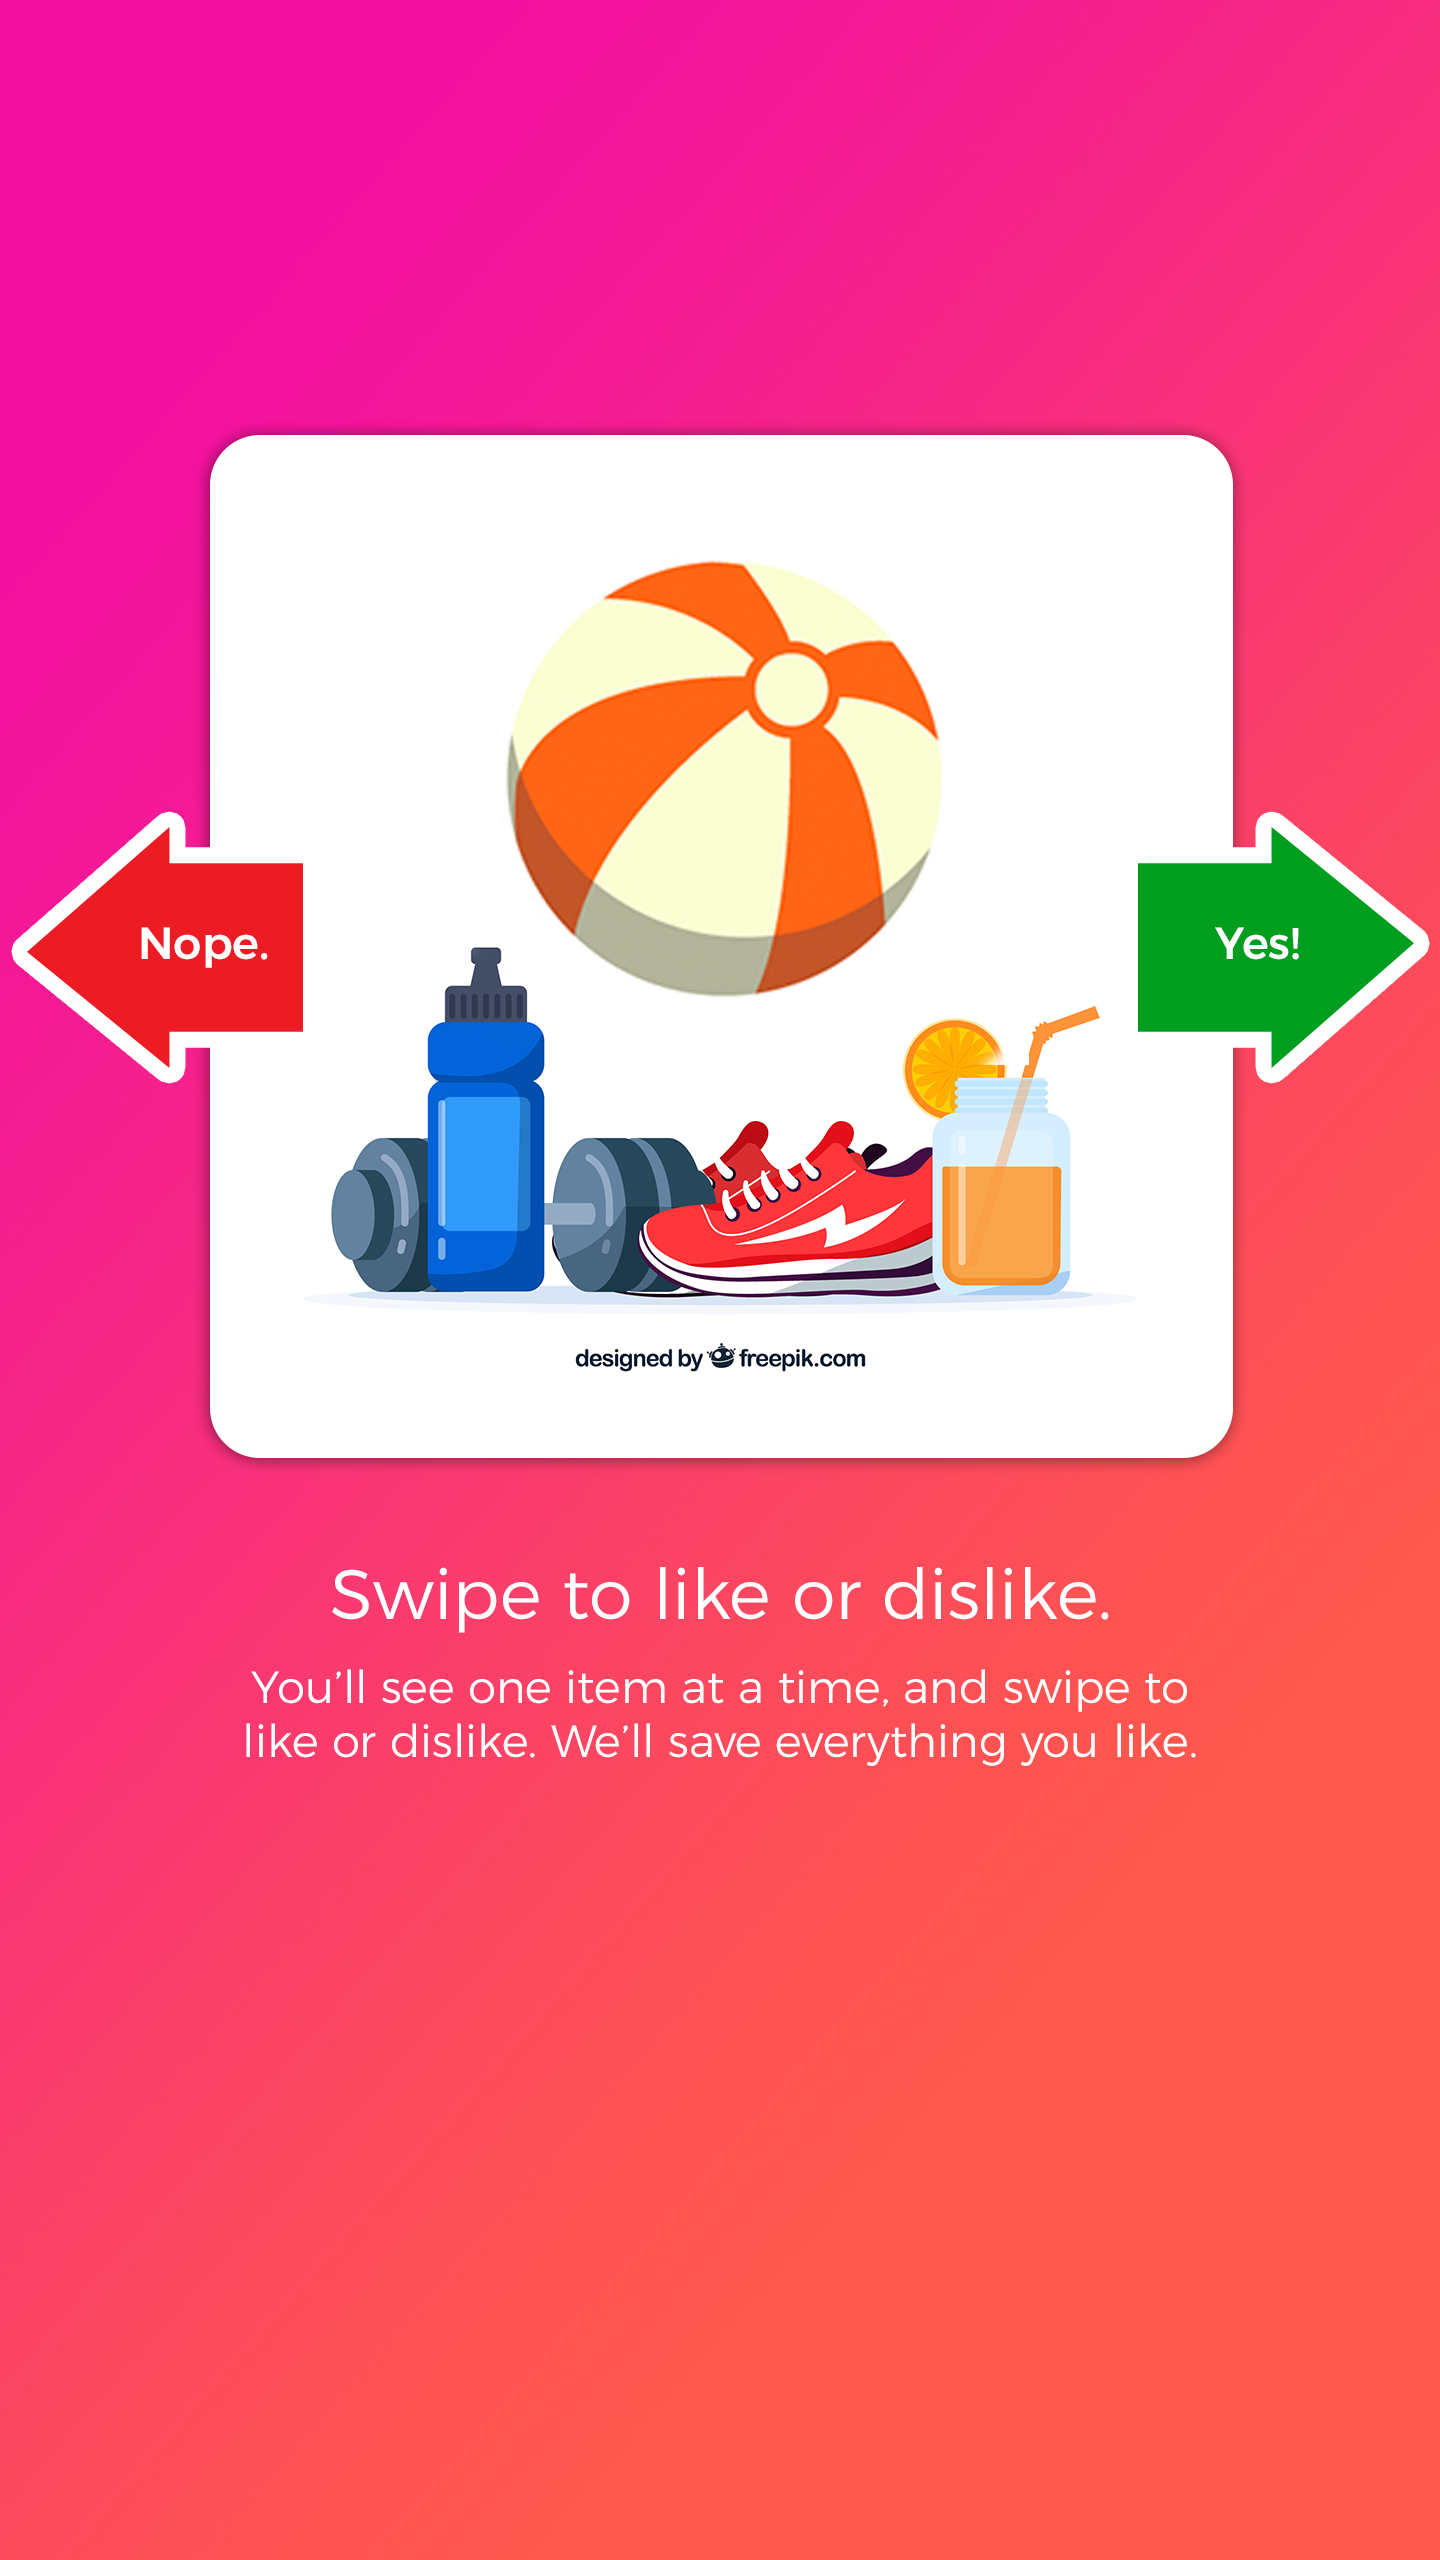 Nope.
Yes!
designed by freepik.com
Swipe to like or dislike.
You’ll see one item at a time, and swipe to
like or dislike. We’ll save everything you like.